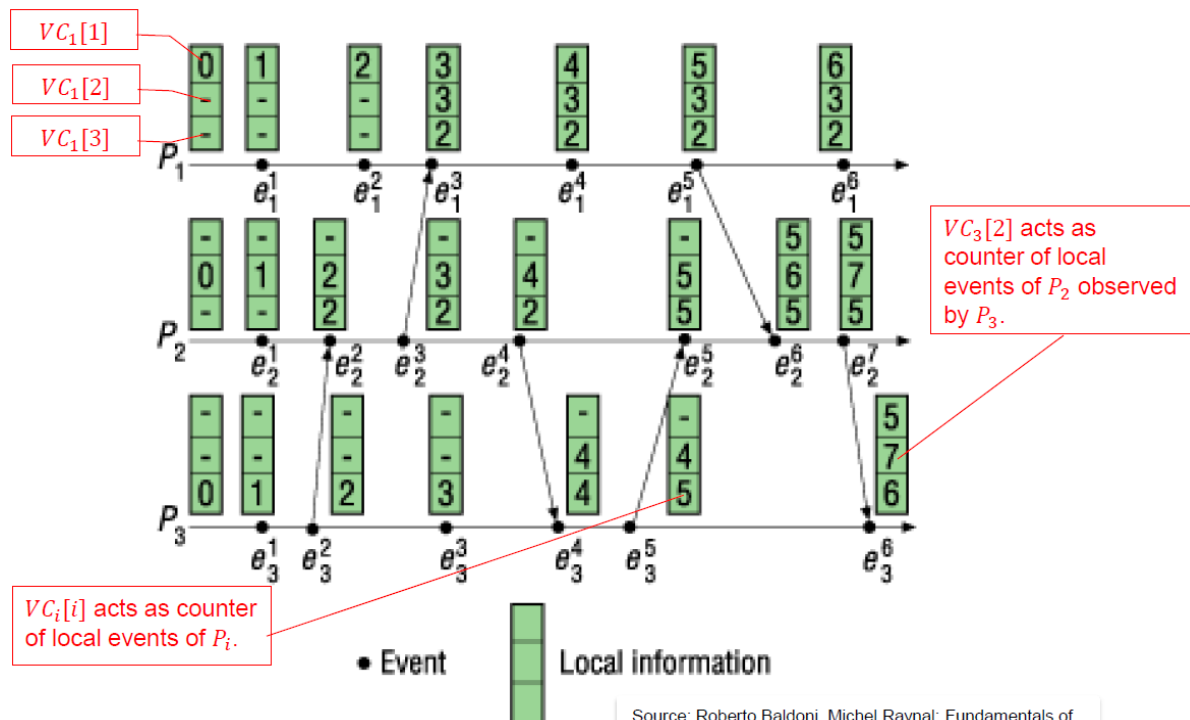 VC₁[1]
VC₁[2]
VC₁[3]
0 1 2 3 4 5 6
- - - 3 3 3 3
- - - 2 2 2 2
P₁
e₁¹ e₁² e₁³ e₁⁴ e₁⁵ e₁⁶
- - - - - - 5 5
0 1 2 3 4 5 6 7
- - 2 2 2 5 5 5
P₂
e₂¹ e₂² e₂³ e₂⁴ e₂⁵ e₂⁶ e₂⁷
VC₃[2] acts as
counter of local
events of P₂ observed
by P₃.
- - - - - - 5
- - - - 4 4 7
0 1 2 3 4 5 6
P₃
e₃¹ e₃² e₃³ e₃⁴ e₃⁵ e₃⁶
VCᵢ[i] acts as counter
of local events of Pᵢ.
Event
Local information
Source: Roberto Baldoni, Michel Raynal: Fundamentals of